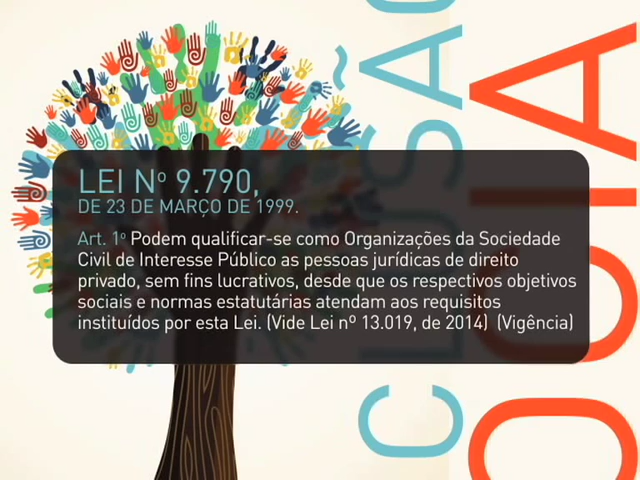 LEI Nº 9.790,
DE 23 DE MARÇO DE 1999.
Art. 1º Podem qualificar-se como Organizações da Sociedade
Civil de Interesse Público as pessoas jurídicas de direito
privado, sem fins lucrativos, desde que os respectivos objetivos
sociais e normas estatutárias atendam aos requisitos
instituídos por esta Lei. (Vide Lei nº 13.019, de 2014) (Vigência)